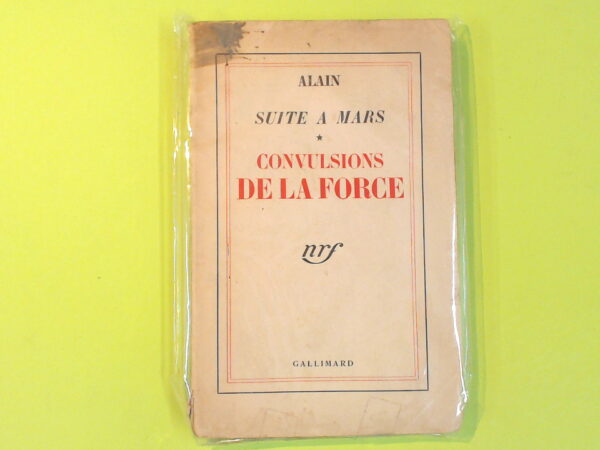 ALAIN
SUITE A MARS
★
CONVULSIONS
DE LA FORCE
nrf
GALLIMARD